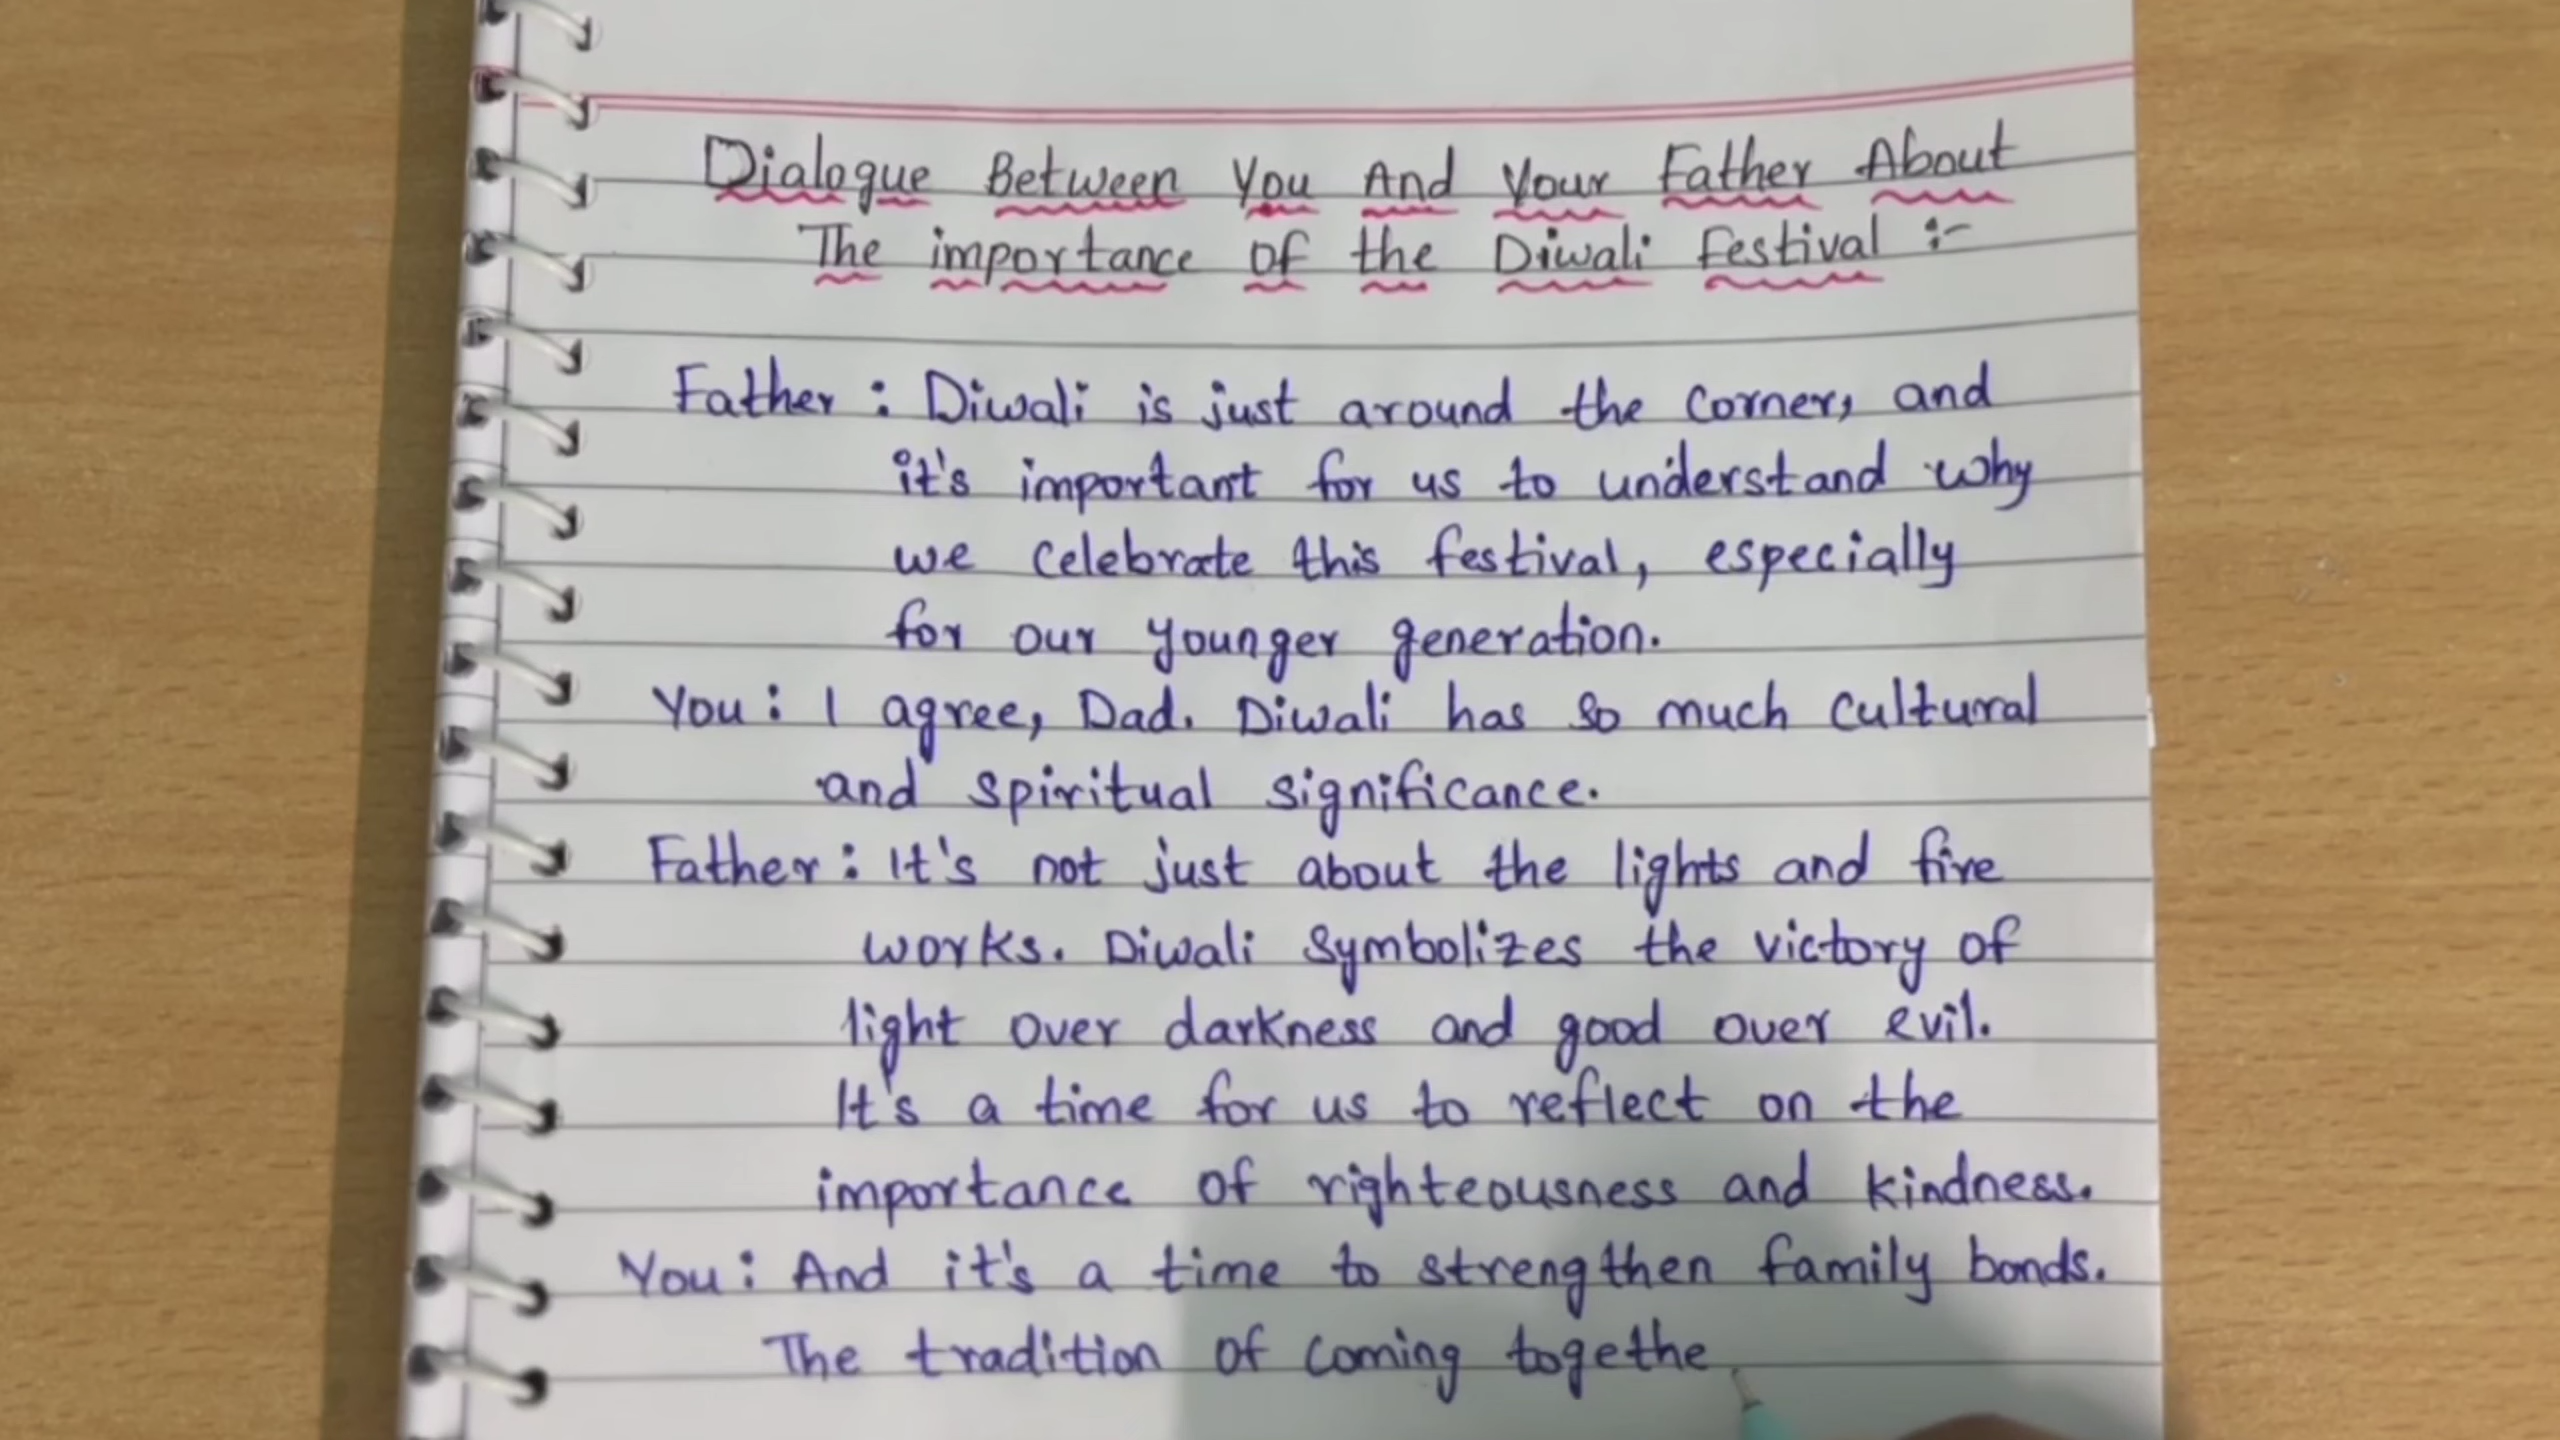 Dialogue Between You And Your Father About
The importance of the Diwali Festival :-
Father : Diwali is just around the corner, and
it's important for us to understand why
we celebrate this festival, especially
for our younger generation.
You : I agree, Dad. Diwali has so much cultural
and spiritual significance.
Father : It's not just about the lights and fire
works. Diwali symbolizes the victory of
light over darkness and good over evil.
It's a time for us to reflect on the
importance of righteousness and kindness.
You : And it's a time to strengthen family bonds.
The tradition of coming togethe